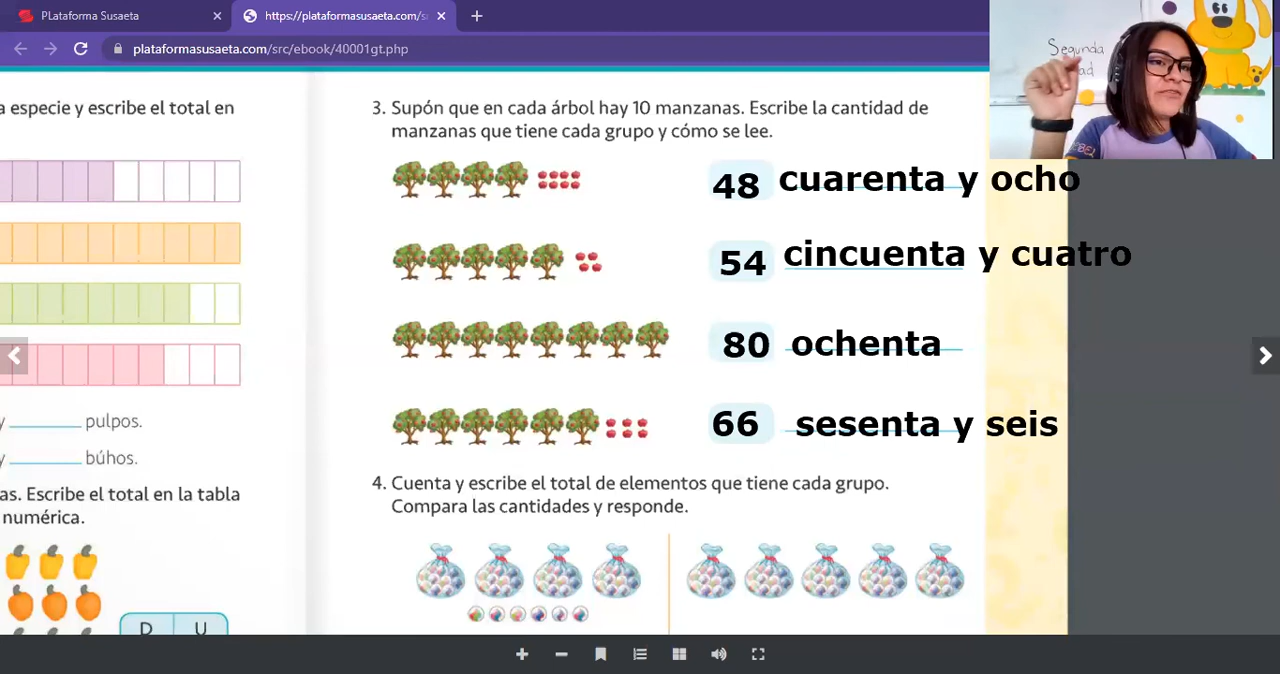 PLataforma Susaeta
https://plataformasusaeta.com/s
plataformasusaeta.com/src/ebook/40001gt.php
Segunda
a especie y escribe el total en
y ______ pulpos.
y ______ búhos.
as. Escribe el total en la tabla
numérica.
D U
3. Supón que en cada árbol hay 10 manzanas. Escribe la cantidad de
manzanas que tiene cada grupo y cómo se lee.
48 cuarenta y ocho
54 cincuenta y cuatro
80 ochenta
66 sesenta y seis
4. Cuenta y escribe el total de elementos que tiene cada grupo.
Compara las cantidades y responde.